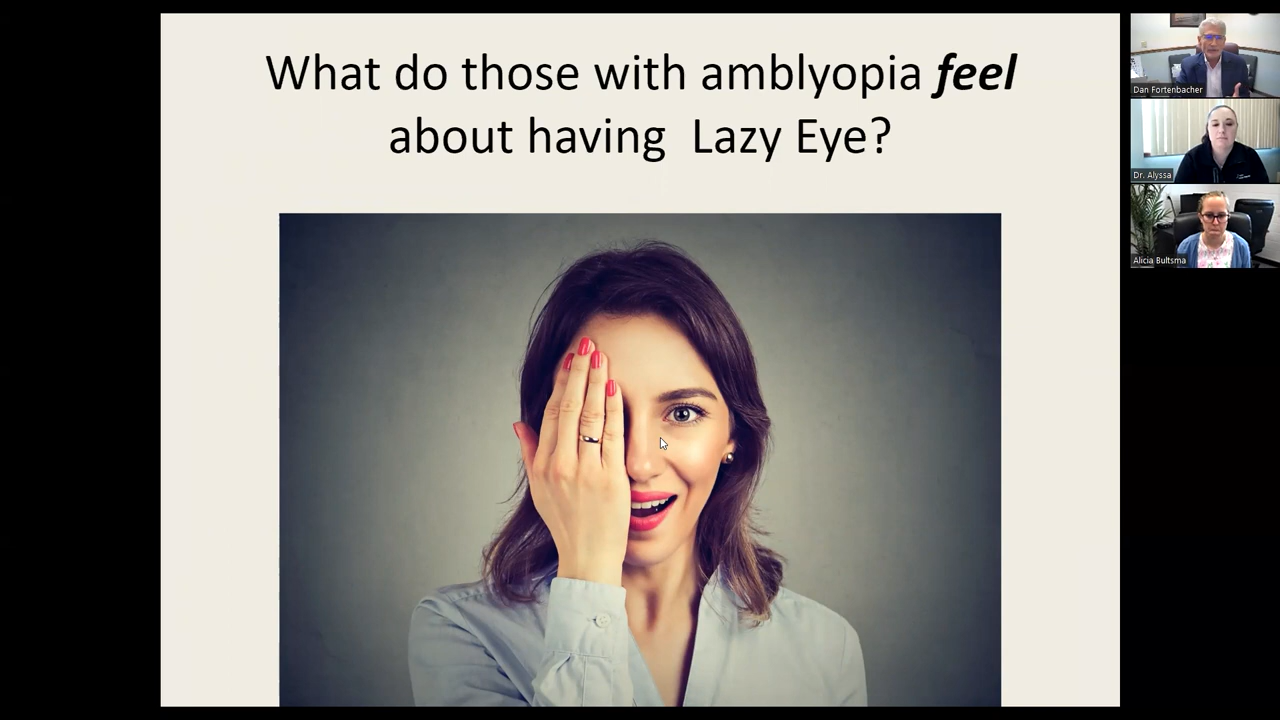 What do those with amblyopia feel
about having  Lazy Eye?
Dan Fortenbacher
Dr. Alyssa
Alicia Bultsma